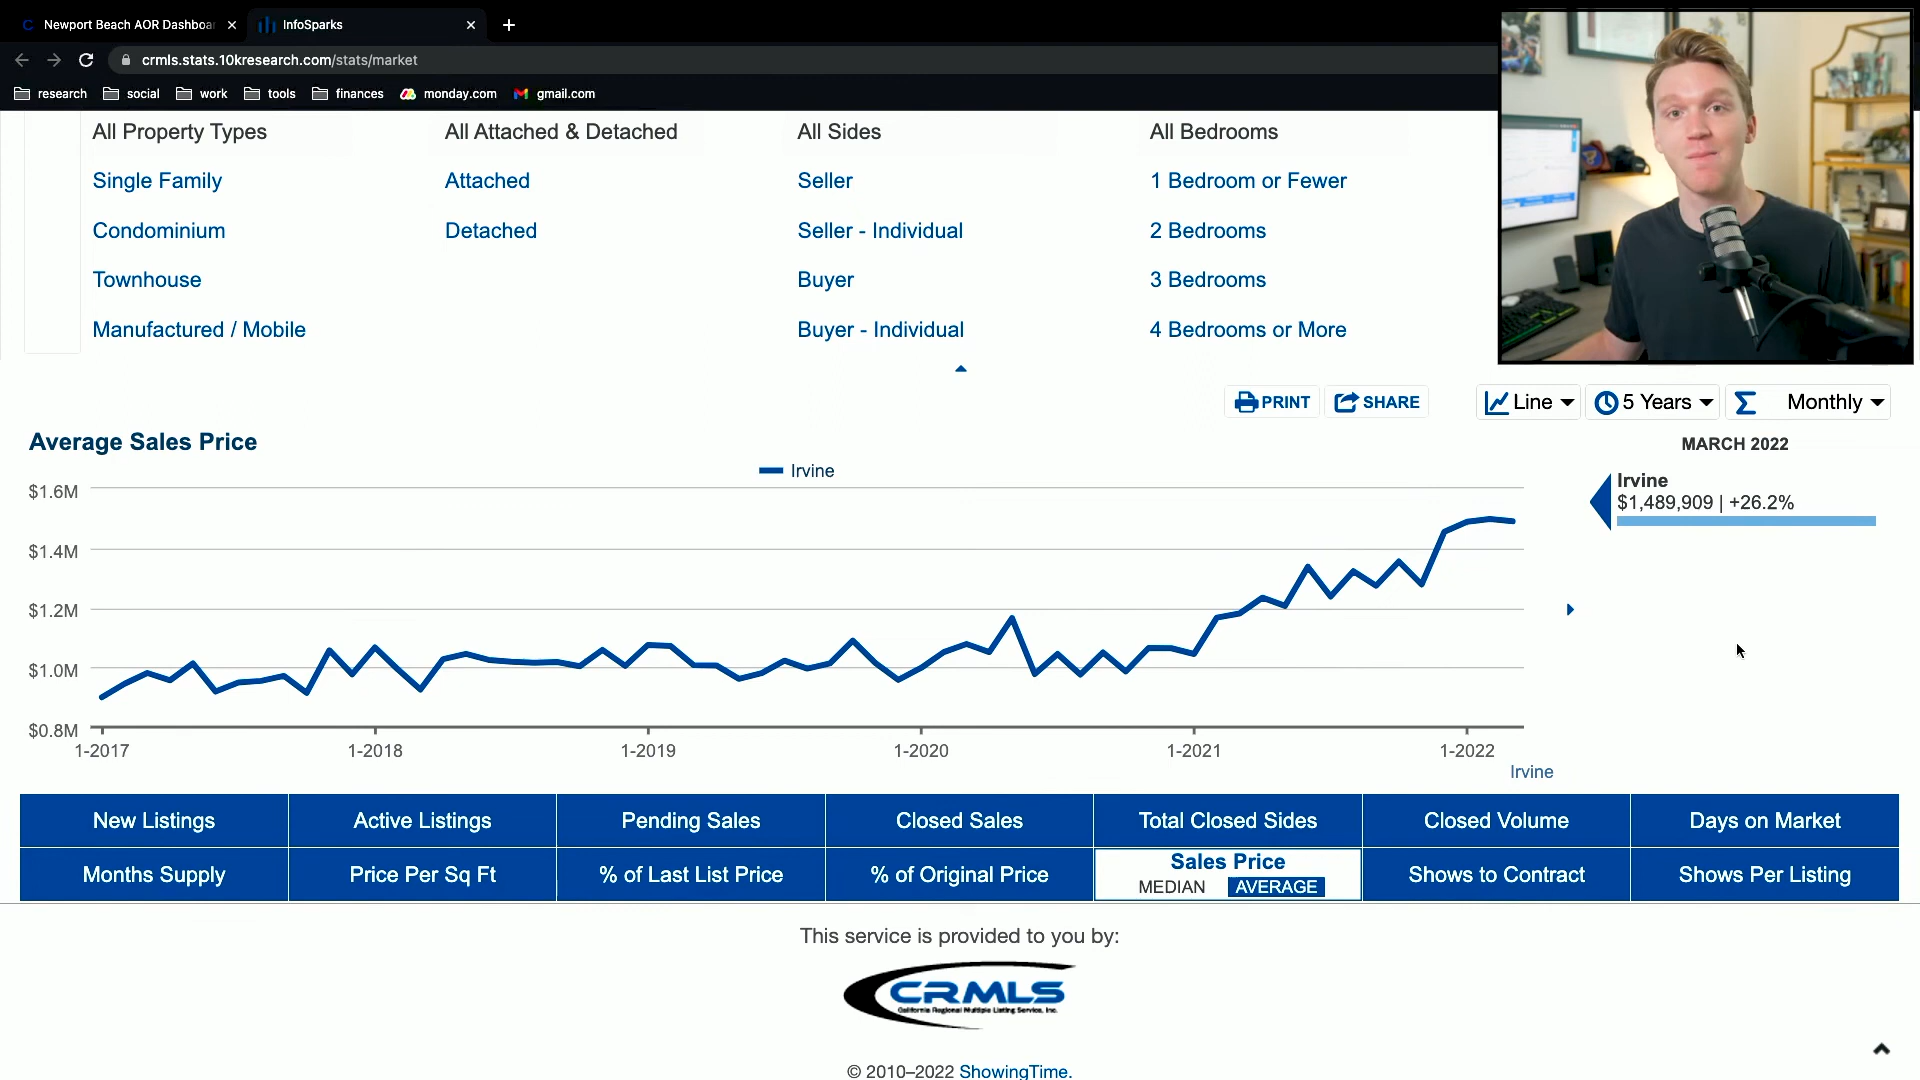 Newport Beach AOR Dashboar
InfoSparks
crmls.stats.10kresearch.com/stats/market
research social work tools finances monday.com gmail.com
All Property Types All Attached & Detached All Sides All Bedrooms
Single Family Attached Seller 1 Bedroom or Fewer
Condominium Detached Seller - Individual 2 Bedrooms
Townhouse Buyer 3 Bedrooms
Manufactured / Mobile Buyer - Individual 4 Bedrooms or More
PRINT SHARE Line 5 Years Σ Monthly
Average Sales Price
MARCH 2022
Irvine
Irvine
$1,489,909 | +26.2%
$1.6M
$1.4M
$1.2M
$1.0M
$0.8M
1-2017 1-2018 1-2019 1-2020 1-2021 1-2022
Irvine
New Listings Active Listings Pending Sales Closed Sales Total Closed Sides Closed Volume Days on Market
Months Supply Price Per Sq Ft % of Last List Price % of Original Price Sales Price Shows to Contract Shows Per Listing
MEDIAN AVERAGE
This service is provided to you by:
CRMLS
California Regional Multiple Listing Service, Inc.
© 2010–2022 ShowingTime.